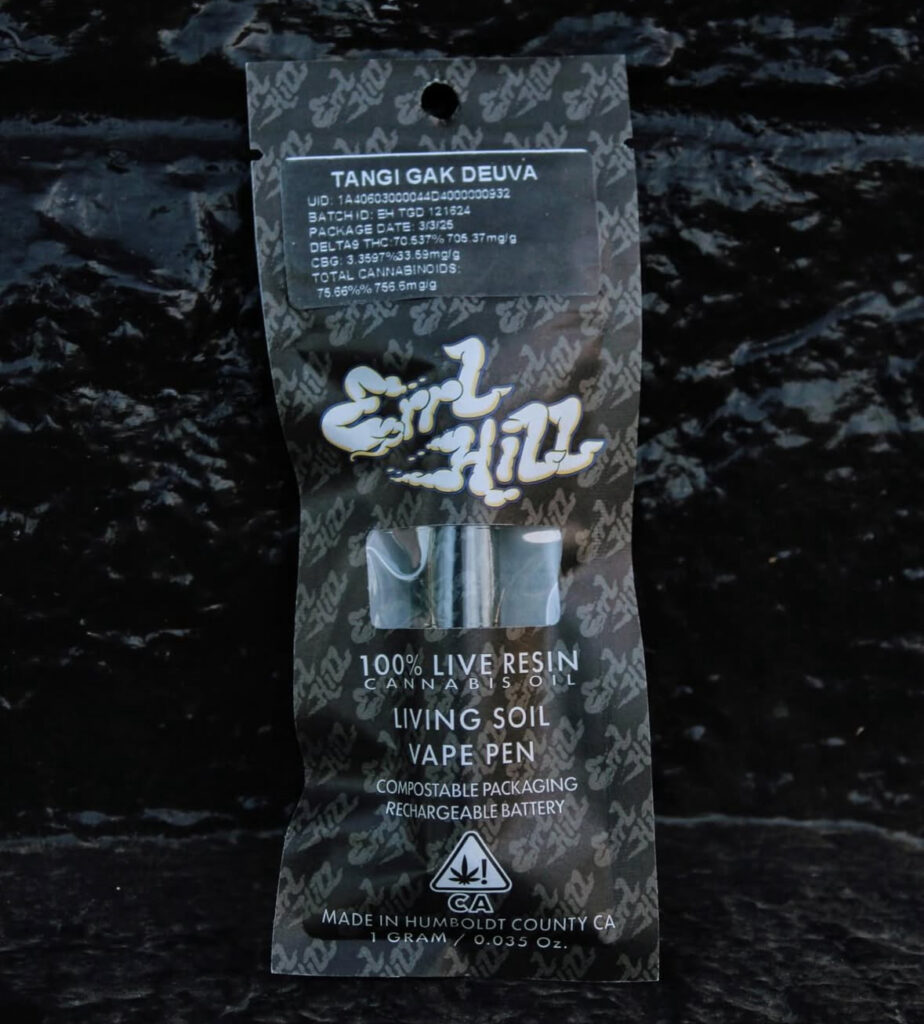 TANGI GAK DEUVA
UID: 1A40603000044D4000000932
BATCH ID: EH TGD 121624
PACKAGE DATE: 3/3/25
DELTA9 THC:70.537% 705.37mg/g
CBG: 3.3597%33.59mg/g
TOTAL CANNABINOIDS:
75.66%% 756.6mg/g
Errl
Hill
100% LIVE RESIN
CANNABIS OIL
LIVING SOIL
VAPE PEN
COMPOSTABLE PACKAGING
RECHARGEABLE BATTERY
!
CA
MADE IN HUMBOLDT COUNTY CA
1 GRAM / 0.035 Oz.